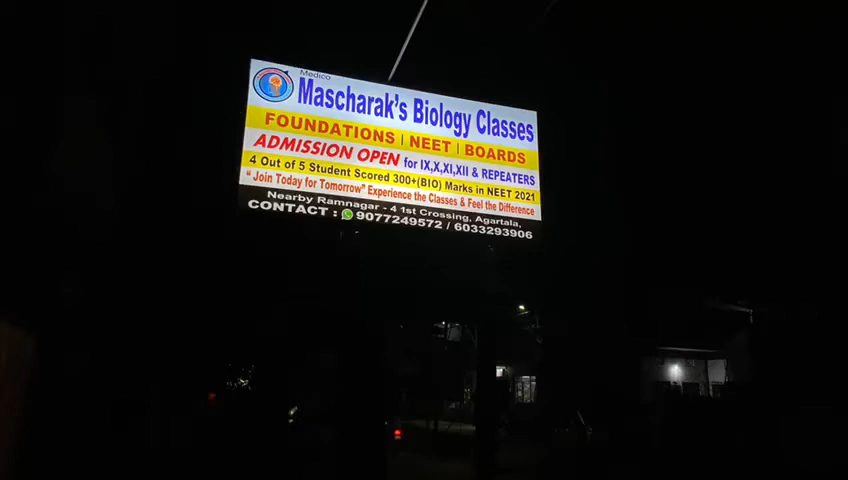 Medico
Mascharak's Biology Classes
FOUNDATIONS | NEET | BOARDS
ADMISSION OPEN for IX,X,XI,XII & REPEATERS
4 Out of 5 Student Scored 300+(BIO) Marks in NEET 2021
"Join Today for Tomorrow" Experience the Classes & Feel the Difference
Nearby Ramnagar - 4 1st Crossing, Agartala,
CONTACT : 9077249572 / 6033293906